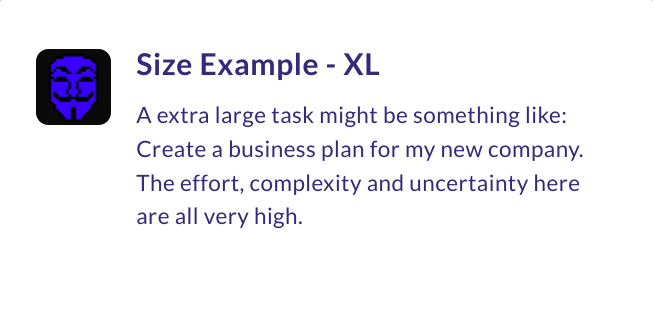 Size Example - XL
A extra large task might be something like:
Create a business plan for my new company.
The effort, complexity and uncertainty here
are all very high.